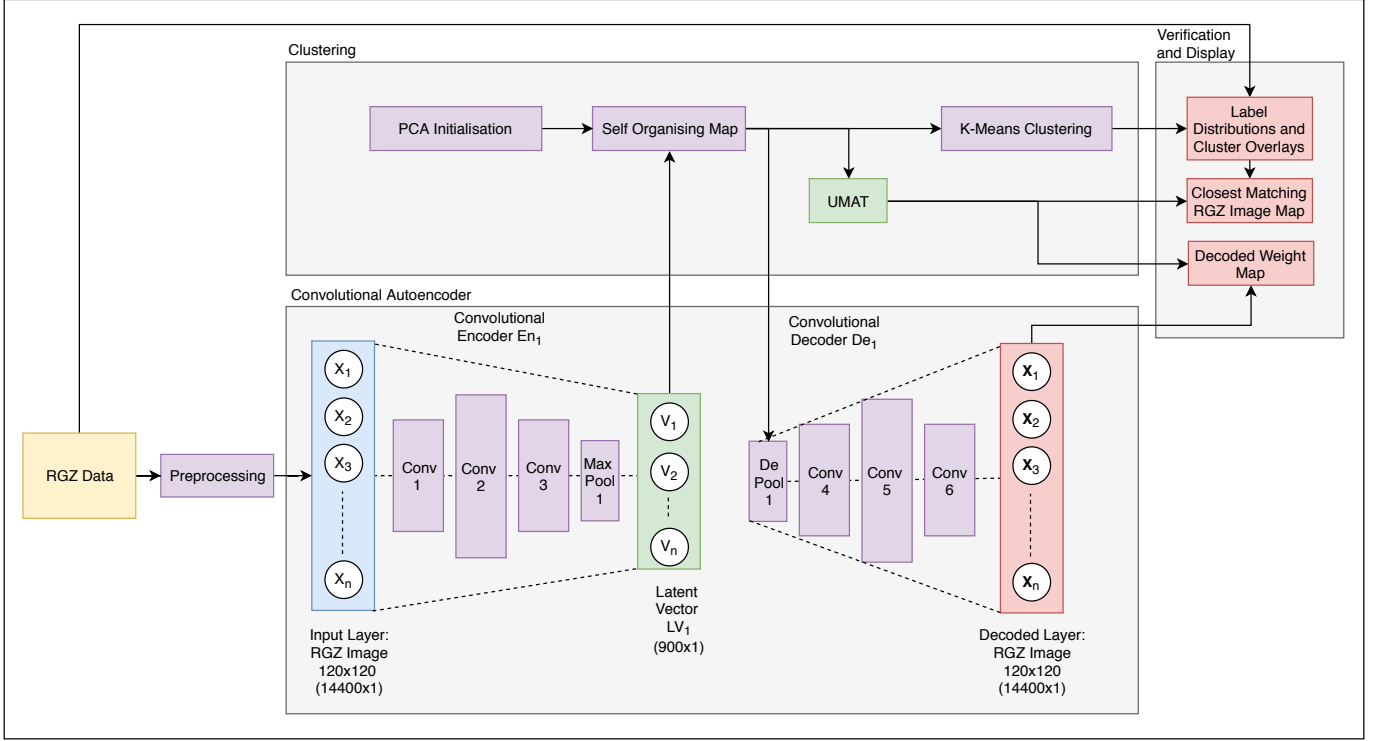 Clustering
Verification
and Display
PCA Initialisation
Self Organising Map
K-Means Clustering
Label
Distributions and
Cluster Overlays
UMAT
Closest Matching
RGZ Image Map
Decoded Weight
Map
Convolutional Autoencoder
Convolutional
Encoder En₁
Convolutional
Decoder De₁
RGZ Data
Preprocessing
X₁
X₂
X₃
Xₙ
Conv
1
Conv
2
Conv
3
Max
Pool
1
V₁
V₂
Vₙ
De
Pool
1
Conv
4
Conv
5
Conv
6
X₁
X₂
X₃
Xₙ
Input Layer:
RGZ Image
120x120
(14400x1)
Latent
Vector
LV₁
(900x1)
Decoded Layer:
RGZ Image
120x120
(14400x1)